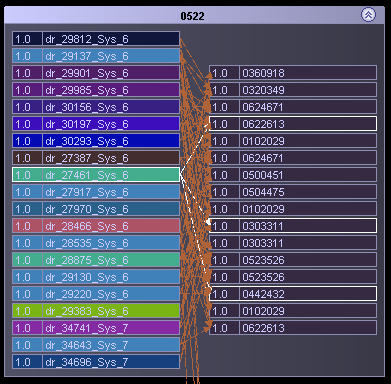 0522
1.0 dr_29812_Sys_6
1.0 dr_29137_Sys_6
1.0 dr_29901_Sys_6
1.0 dr_29985_Sys_6
1.0 dr_30156_Sys_6
1.0 dr_30197_Sys_6
1.0 dr_30293_Sys_6
1.0 dr_27387_Sys_6
1.0 dr_27461_Sys_6
1.0 dr_27917_Sys_6
1.0 dr_27970_Sys_6
1.0 dr_28466_Sys_6
1.0 dr_28535_Sys_6
1.0 dr_28875_Sys_6
1.0 dr_29130_Sys_6
1.0 dr_29220_Sys_6
1.0 dr_29383_Sys_6
1.0 dr_34741_Sys_7
1.0 dr_34643_Sys_7
1.0 dr_34696_Sys_7
1.0 0360918
1.0 0320349
1.0 0624671
1.0 0622613
1.0 0102029
1.0 0624671
1.0 0500451
1.0 0504475
1.0 0102029
1.0 0303311
1.0 0303311
1.0 0523526
1.0 0523526
1.0 0442432
1.0 0102029
1.0 0622613